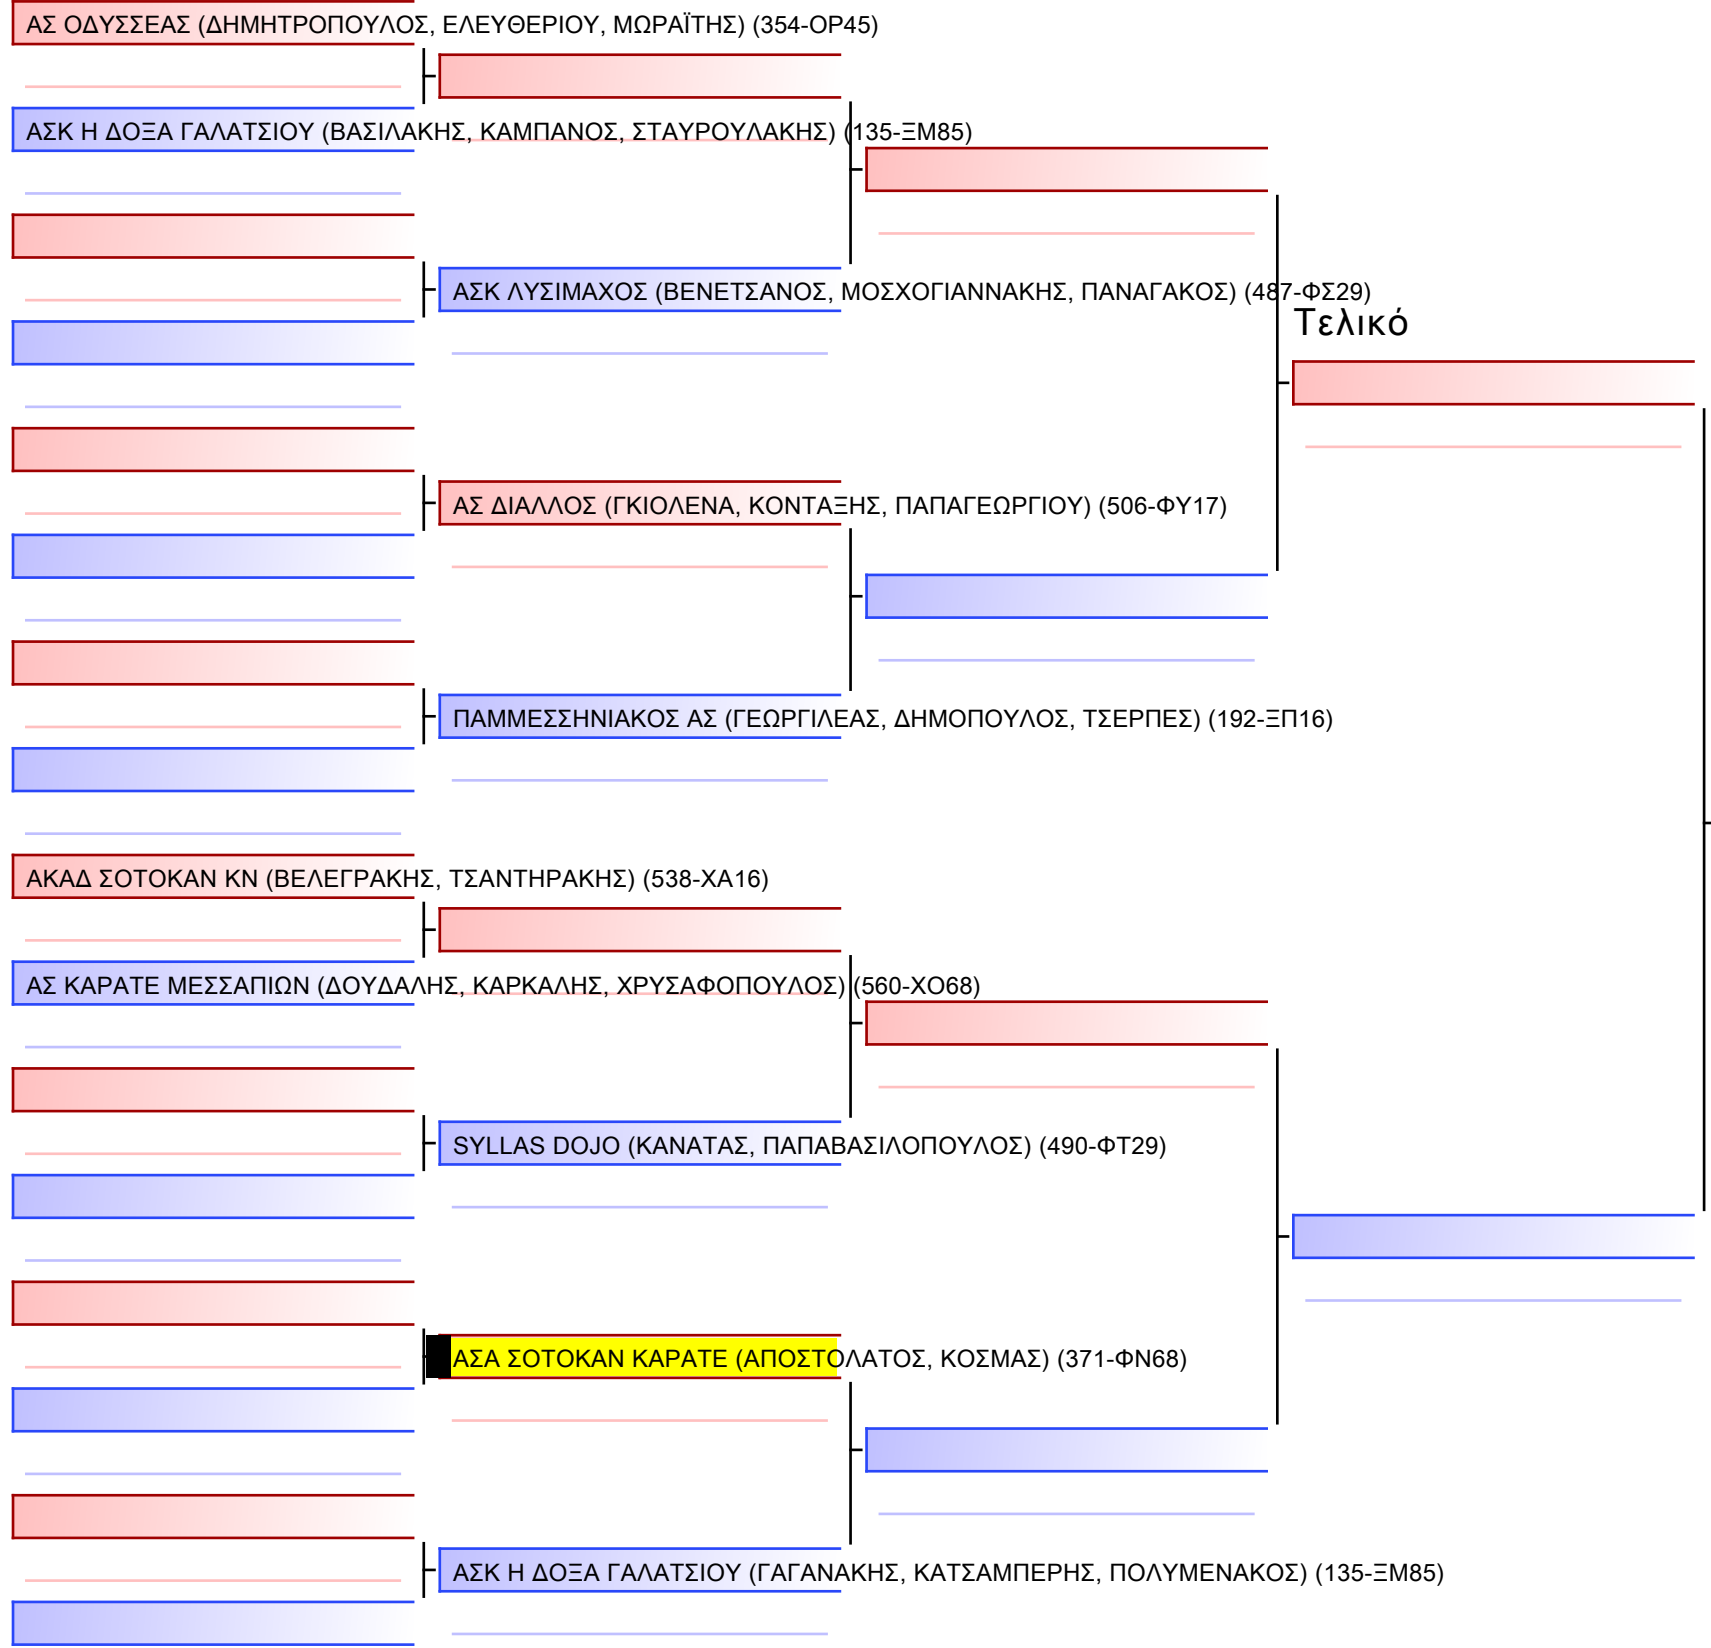 ΑΣ ΟΔΥΣΣΕΑΣ (ΔΗΜΗΤΡΟΠΟΥΛΟΣ, ΕΛΕΥΘΕΡΙΟΥ, ΜΩΡΑΪΤΗΣ) (354-ΟΡ45)
ΑΣΚ Η ΔΟΞΑ ΓΑΛΑΤΣΙΟΥ (ΒΑΣΙΛΑΚΗΣ, ΚΑΜΠΑΝΟΣ, ΣΤΑΥΡΟΥΛΑΚΗΣ) (135-ΞΜ85)
ΑΣΚ ΛΥΣΙΜΑΧΟΣ (ΒΕΝΕΤΣΑΝΟΣ, ΜΟΣΧΟΓΙΑΝΝΑΚΗΣ, ΠΑΝΑΓΑΚΟΣ) (487-ΦΣ29)
Τελικό
ΑΣ ΔΙΑΛΛΟΣ (ΓΚΙΟΛΕΝΑ, ΚΟΝΤΑΞΗΣ, ΠΑΠΑΓΕΩΡΓΙΟΥ) (506-ΦΥ17)
ΠΑΜΜΕΣΣΗΝΙΑΚΟΣ ΑΣ (ΓΕΩΡΓΙΛΕΑΣ, ΔΗΜΟΠΟΥΛΟΣ, ΤΣΕΡΠΕΣ) (192-ΞΠ16)
ΑΚΑΔ ΣΟΤΟΚΑΝ ΚΝ (ΒΕΛΕΓΡΑΚΗΣ, ΤΣΑΝΤΗΡΑΚΗΣ) (538-ΧΑ16)
ΑΣ ΚΑΡΑΤΕ ΜΕΣΣΑΠΙΩΝ (ΔΟΥΔΑΛΗΣ, ΚΑΡΚΑΛΗΣ, ΧΡΥΣΑΦΟΠΟΥΛΟΣ) (560-ΧΟ68)
SYLLAS DOJO (ΚΑΝΑΤΑΣ, ΠΑΠΑΒΑΣΙΛΟΠΟΥΛΟΣ) (490-ΦΤ29)
ΑΣΑ ΣΟΤΟΚΑΝ ΚΑΡΑΤΕ (ΑΠΟΣΤΟΛΑΤΟΣ, ΚΟΣΜΑΣ) (371-ΦΝ68)
ΑΣΚ Η ΔΟΞΑ ΓΑΛΑΤΣΙΟΥ (ΓΑΓΑΝΑΚΗΣ, ΚΑΤΣΑΜΠΕΡΗΣ, ΠΟΛΥΜΕΝΑΚΟΣ) (135-ΞΜ85)